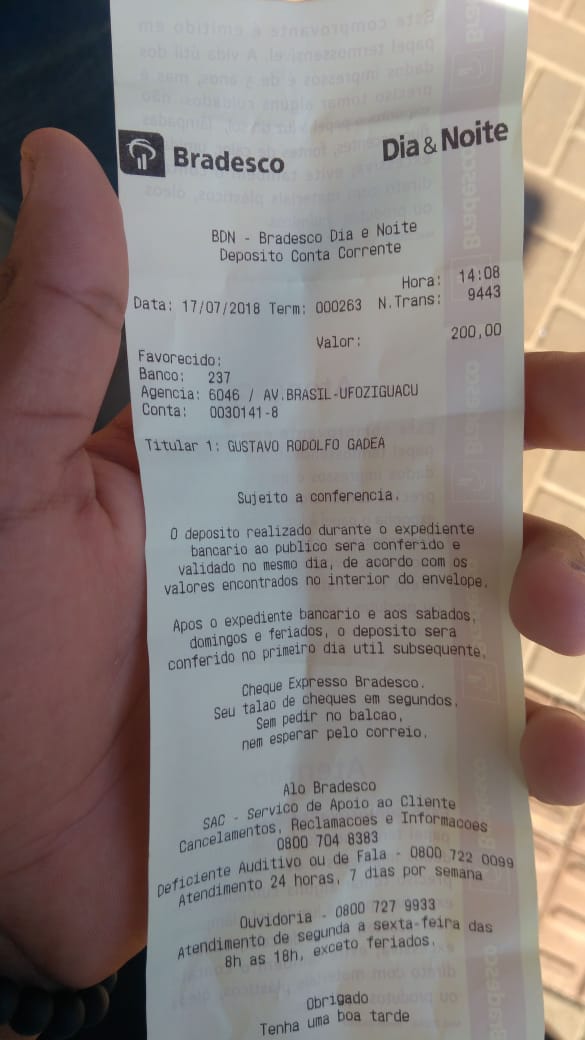 Bradesco Dia & Noite
BDN - Bradesco Dia e Noite
Deposito Conta Corrente
Hora: 14:08
Data: 17/07/2018 Term: 000263 N.Trans: 9443
Valor: 200,00
Favorecido:
Banco: 237
Agencia: 6046 / AV.BRASIL-UFOZIGUACU
Conta: 0030141-8
Titular 1: GUSTAVO RODOLFO GADEA
Sujeito a conferencia.
O deposito realizado durante o expediente
bancario ao publico sera conferido e
validado no mesmo dia, de acordo com os
valores encontrados no interior do envelope.
Apos o expediente bancario e aos sabados,
domingos e feriados, o deposito sera
conferido no primeiro dia util subsequente.
Cheque Expresso Bradesco.
Seu talao de cheques em segundos.
Sem pedir no balcao,
nem esperar pelo correio.
Alo Bradesco
SAC - Servico de Apoio ao Cliente
Cancelamentos, Reclamacoes e Informacoes
0800 704 8383
Deficiente Auditivo ou de Fala - 0800 722 0099
Atendimento 24 horas, 7 dias por semana
Ouvidoria - 0800 727 9933
Atendimento de segunda a sexta-feira das
8h as 18h, exceto feriados.
Obrigado
Tenha uma boa tarde